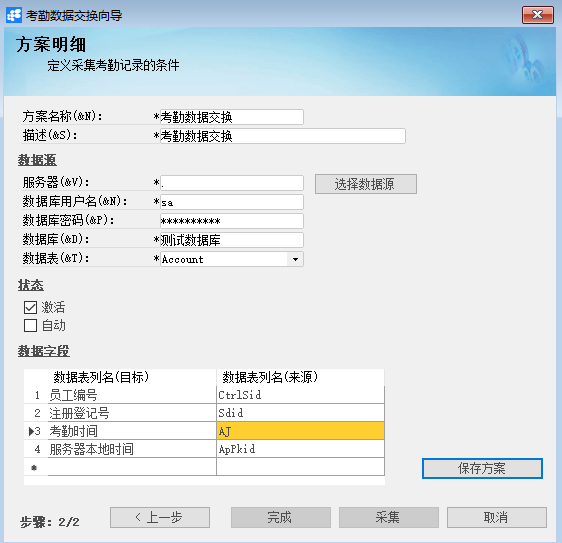 考勤数据交换向导
方案明细
定义采集考勤记录的条件
方案名称(&N): *考勤数据交换
描述(&S): *考勤数据交换
数据源
服务器(&V): *. 选择数据源
数据库用户名(&N): *sa
数据库密码(&P): **********
数据库(&D): *测试数据库
数据表(&T): *Account
状态
激活
自动
数据字段
数据表列名(目标) 数据表列名(来源)
1 员工编号 CtrlSid
2 注册登记号 Sdid
3 考勤时间 AJ
4 服务器本地时间 ApPkid
*
保存方案
步骤: 2/2 < 上一步 完成 采集 取消